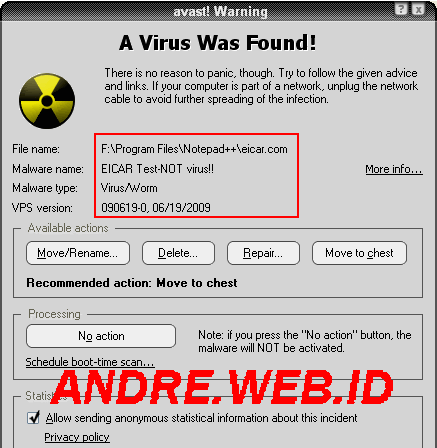 avast! Warning
A Virus Was Found!
There is no reason to panic, though. Try to follow the given advice
and links. If your computer is part of a network, unplug the network
cable to avoid further spreading of the infection.
File name: F:\Program Files\Notepad++\eicar.com
Malware name: EICAR Test-NOT virus!!
More info...
Malware type: Virus/Worm
VPS version: 090619-0, 06/19/2009
Available actions
Move/Rename... Delete... Repair... Move to chest
Recommended action: Move to chest
Processing
No action
Note: if you press the "No action" button, the
malware will NOT be activated.
Schedule boot-time scan...
ANDRE.WEB.ID
Statistics
Allow sending anonymous statistical information about this incident
Privacy policy